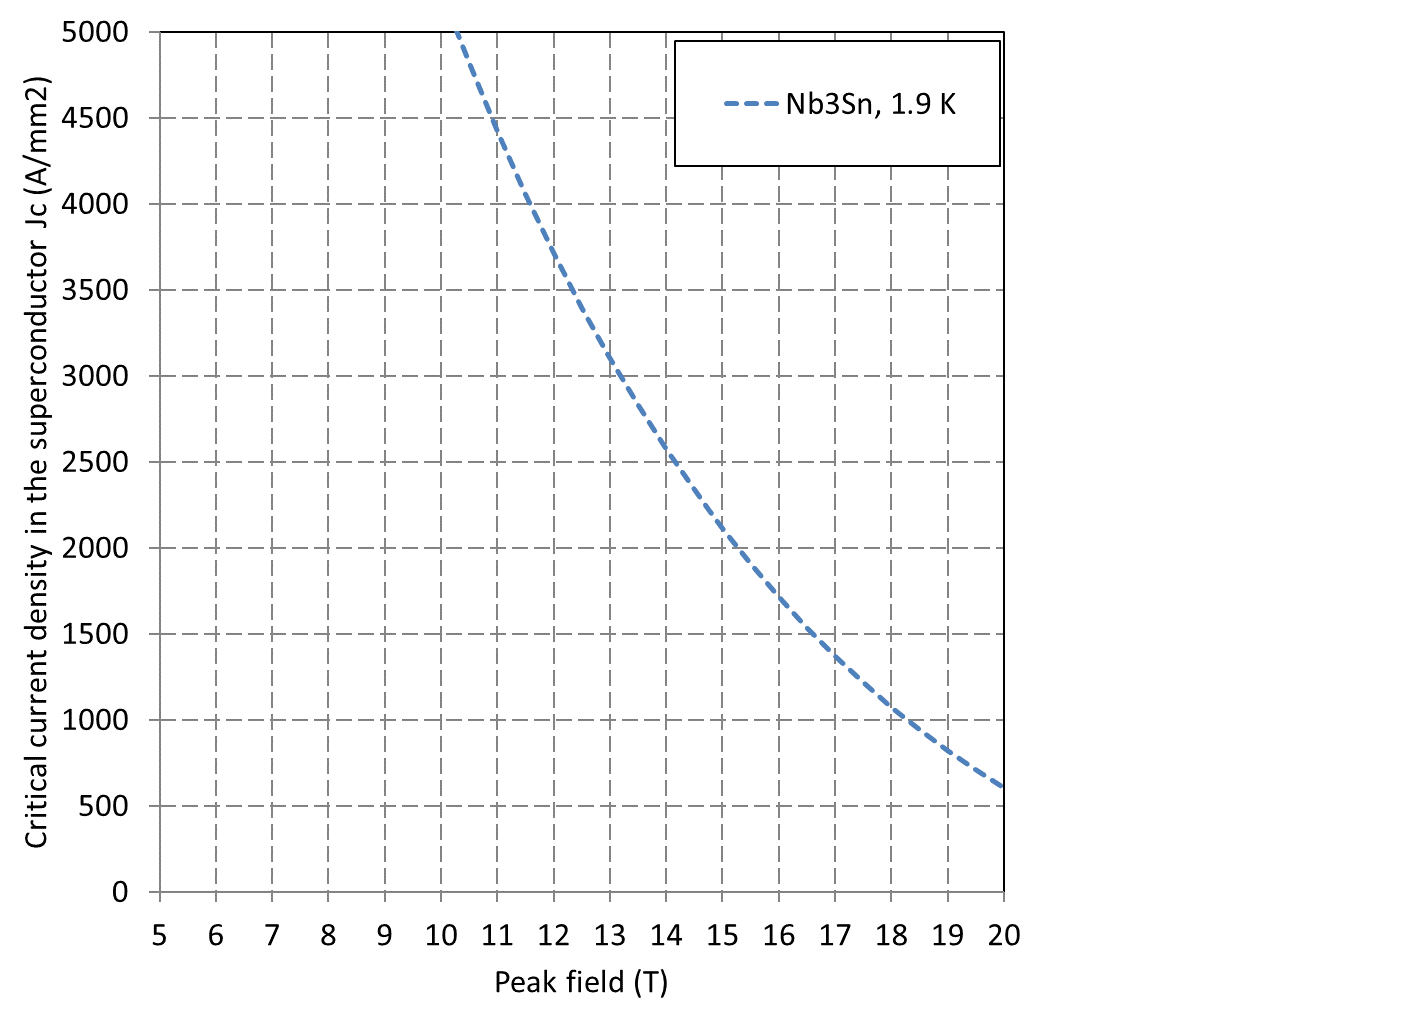 Critical current density in the superconductor Jc (A/mm2)
5000
4500
4000
3500
3000
2500
2000
1500
1000
500
0
Nb3Sn, 1.9 K
5 6 7 8 9 10 11 12 13 14 15 16 17 18 19 20
Peak field (T)